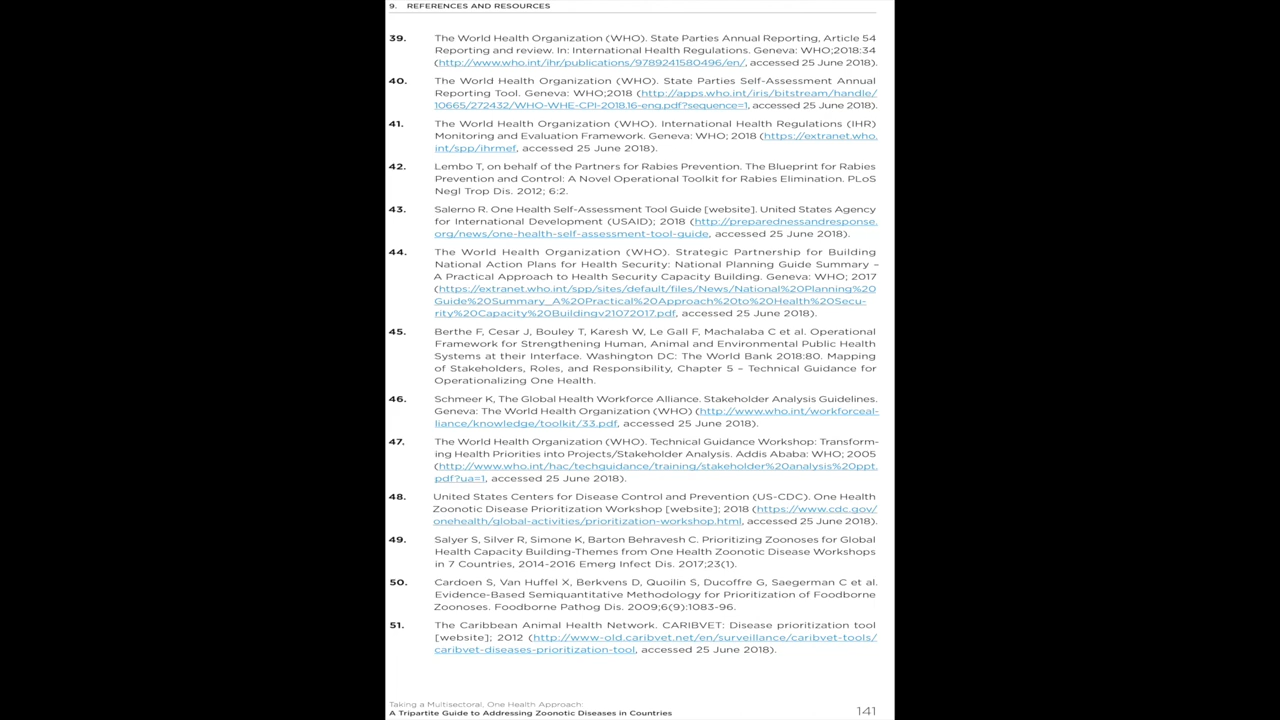 9. REFERENCES AND RESOURCES
39. The World Health Organization (WHO). State Parties Annual Reporting, Article 54
Reporting and review. In: International Health Regulations. Geneva: WHO;2018:34
(http://www.who.int/ihr/publications/9789241580496/en/, accessed 25 June 2018).
40. The World Health Organization (WHO). State Parties Self-Assessment Annual
Reporting Tool. Geneva: WHO;2018 (http://apps.who.int/iris/bitstream/handle/
10665/272432/WHO-WHE-CPI-2018.16-eng.pdf?sequence=1, accessed 25 June 2018).
41. The World Health Organization (WHO). International Health Regulations (IHR)
Monitoring and Evaluation Framework. Geneva: WHO; 2018 (https://extranet.who.
int/spp/ihrmef, accessed 25 June 2018).
42. Lembo T, on behalf of the Partners for Rabies Prevention. The Blueprint for Rabies
Prevention and Control: A Novel Operational Toolkit for Rabies Elimination. PLoS
Negl Trop Dis. 2012; 6:2.
43. Salerno R. One Health Self-Assessment Tool Guide [website]. United States Agency
for International Development (USAID); 2018 (http://preparednessandresponse.
org/news/one-health-self-assessment-tool-guide, accessed 25 June 2018).
44. The World Health Organization (WHO). Strategic Partnership for Building
National Action Plans for Health Security: National Planning Guide Summary –
A Practical Approach to Health Security Capacity Building. Geneva: WHO; 2017
(https://extranet.who.int/spp/sites/default/files/News/National%20Planning%20
Guide%20Summary_A%20Practical%20Approach%20to%20Health%20Secu-
rity%20Capacity%20Buildingv21072017.pdf, accessed 25 June 2018).
45. Berthe F, Cesar J, Bouley T, Karesh W, Le Gall F, Machalaba C et al. Operational
Framework for Strengthening Human, Animal and Environmental Public Health
Systems at their Interface. Washington DC: The World Bank 2018:80. Mapping
of Stakeholders, Roles, and Responsibility, Chapter 5 – Technical Guidance for
Operationalizing One Health.
46. Schmeer K, The Global Health Workforce Alliance. Stakeholder Analysis Guidelines.
Geneva: The World Health Organization (WHO) (http://www.who.int/workforceal-
liance/knowledge/toolkit/33.pdf, accessed 25 June 2018).
47. The World Health Organization (WHO). Technical Guidance Workshop: Transform-
ing Health Priorities into Projects/Stakeholder Analysis. Addis Ababa: WHO; 2005
(http://www.who.int/hac/techguidance/training/stakeholder%20analysis%20ppt.
pdf?ua=1, accessed 25 June 2018).
48. United States Centers for Disease Control and Prevention (US-CDC). One Health
Zoonotic Disease Prioritization Workshop [website]; 2018 (https://www.cdc.gov/
onehealth/global-activities/prioritization-workshop.html, accessed 25 June 2018).
49. Salyer S, Silver R, Simone K, Barton Behravesh C. Prioritizing Zoonoses for Global
Health Capacity Building-Themes from One Health Zoonotic Disease Workshops
in 7 Countries, 2014-2016 Emerg Infect Dis. 2017;23(1).
50. Cardoen S, Van Huffel X, Berkvens D, Quoilin S, Ducoffre G, Saegerman C et al.
Evidence-Based Semiquantitative Methodology for Prioritization of Foodborne
Zoonoses. Foodborne Pathog Dis. 2009;6(9):1083-96.
51. The Caribbean Animal Health Network. CARIBVET: Disease prioritization tool
[website]; 2012 (http://www-old.caribvet.net/en/surveillance/caribvet-tools/
caribvet-diseases-prioritization-tool, accessed 25 June 2018).
Taking a Multisectoral, One Health Approach:
A Tripartite Guide to Addressing Zoonotic Diseases in Countries
141